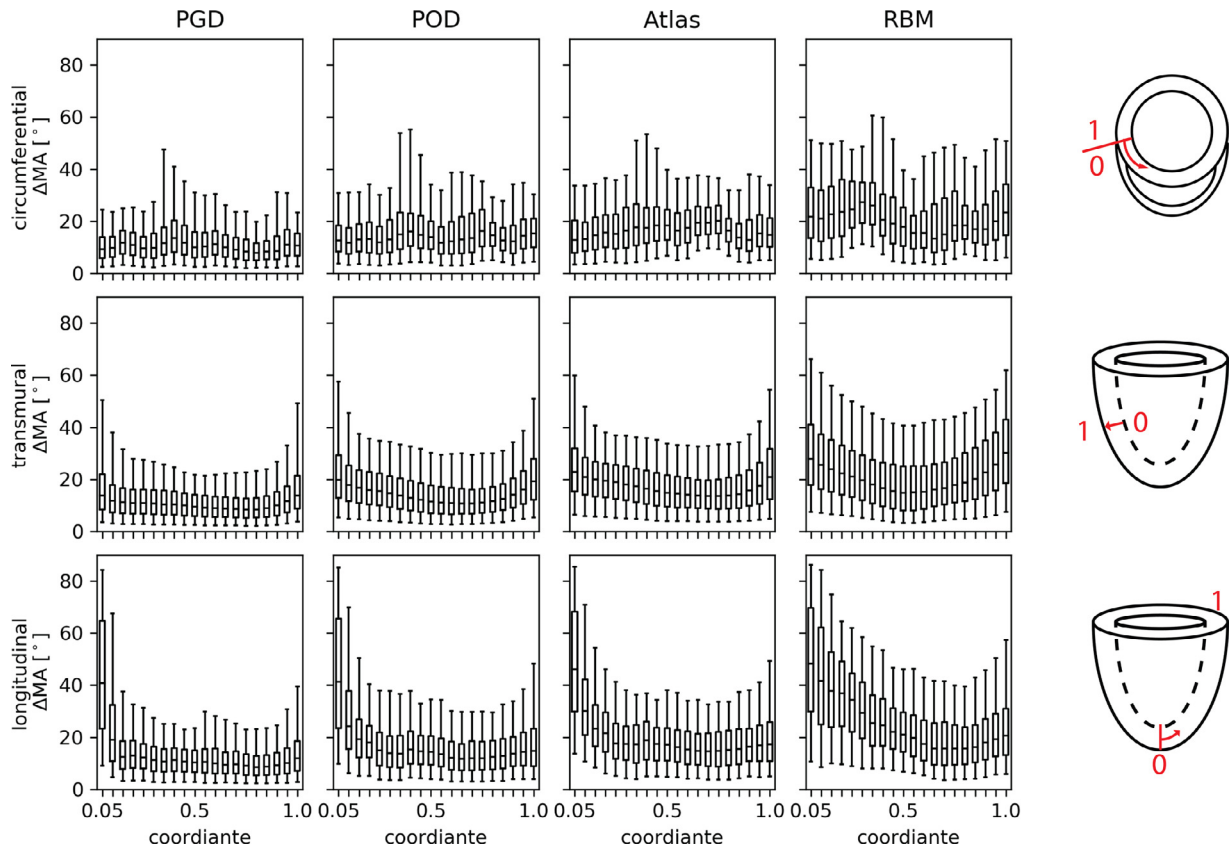 PGD POD Atlas RBM
circumferential
ΔMA [°]
80
60
40
20
0
1
0
transmural
ΔMA [°]
80
60
40
20
0
1 0
longitudinal
ΔMA [°]
80
60
40
20
0
1
0
0.05 0.5 1.0 0.05 0.5 1.0 0.05 0.5 1.0 0.05 0.5 1.0
coordiante coordiante coordiante coordiante